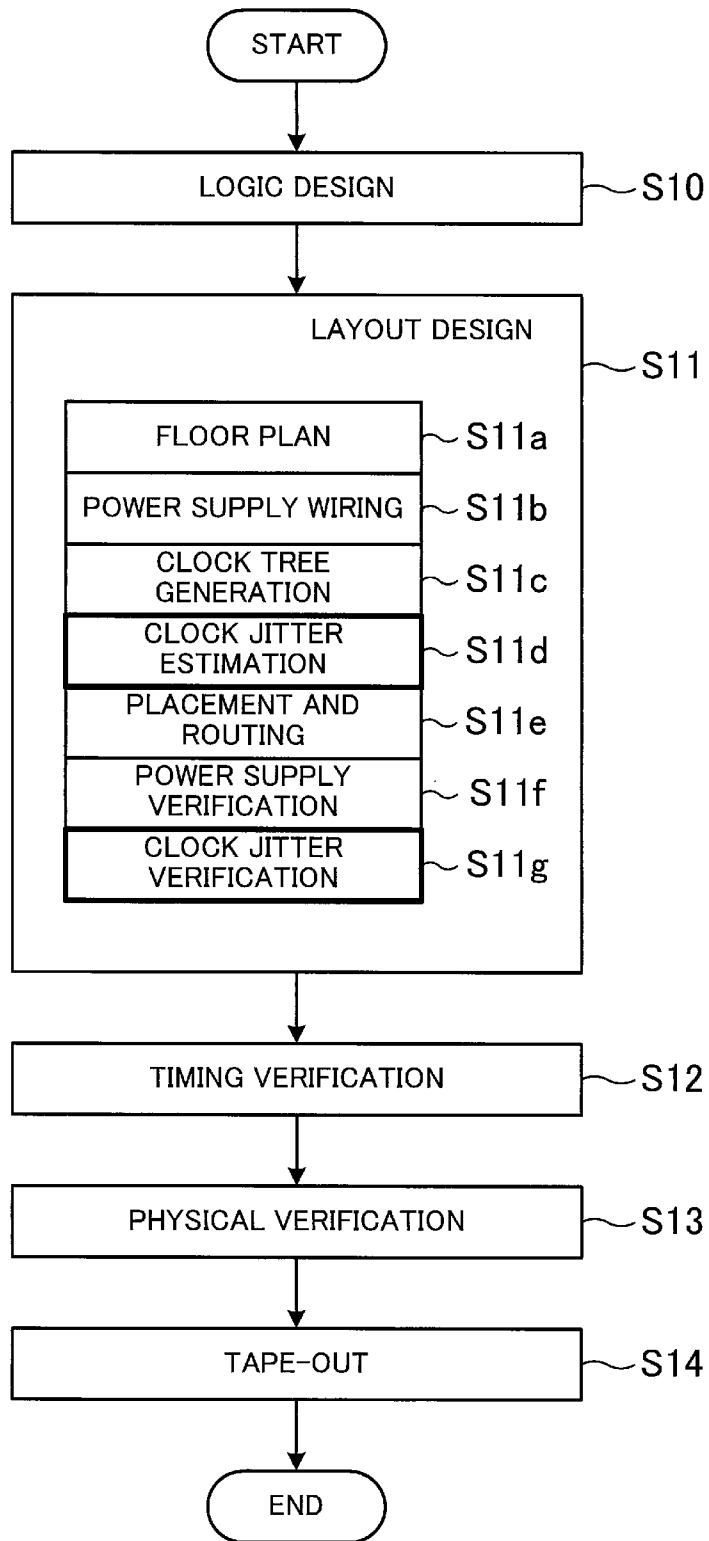 START
LOGIC DESIGN
S10
LAYOUT DESIGN
S11
FLOOR PLAN
S11a
POWER SUPPLY WIRING
S11b
CLOCK TREE
GENERATION
S11c
CLOCK JITTER
ESTIMATION
S11d
PLACEMENT AND
ROUTING
S11e
POWER SUPPLY
VERIFICATION
S11f
CLOCK JITTER
VERIFICATION
S11g
TIMING VERIFICATION
S12
PHYSICAL VERIFICATION
S13
TAPE-OUT
S14
END